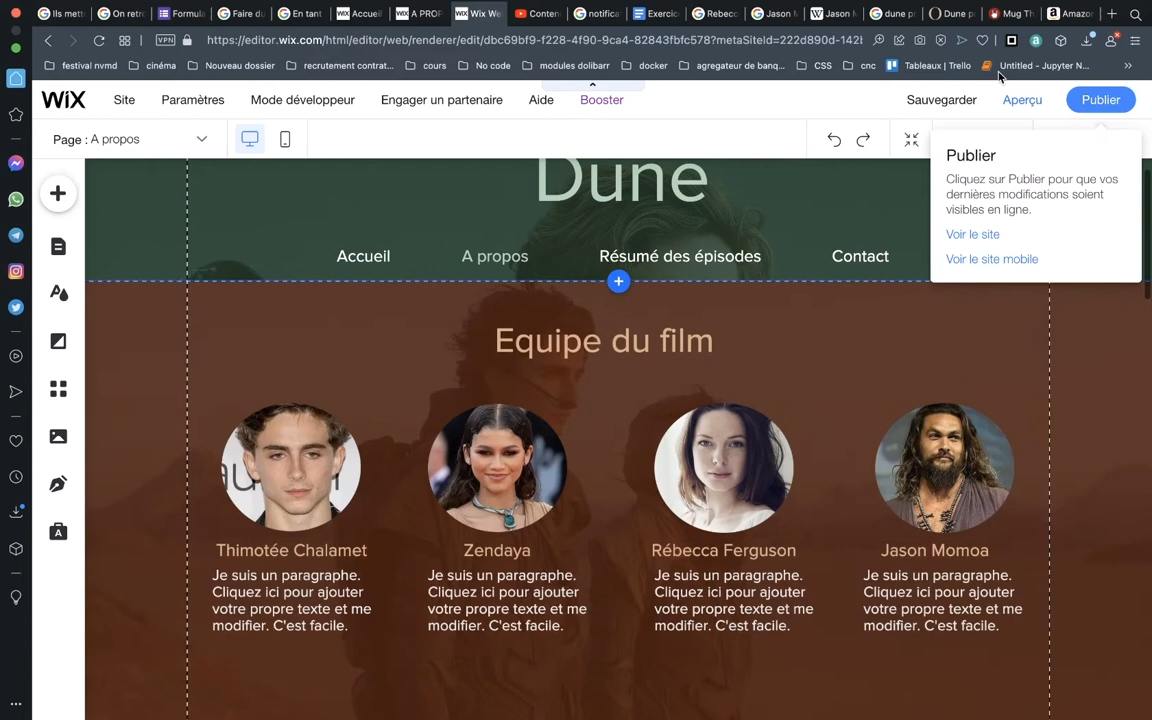 Ils mettr
On retro
Formula
Faire du
En tant
WiX Accueil
WiX A PROP
WiX Wix We
Conten
notifica
Exercic
Rebecc
Jason M
Jason M
dune p
Dune p
Mug Th
Amazon
VPN https://editor.wix.com/html/editor/web/renderer/edit/dbc69bf9-f228-4f90-9ca4-82843fbfc578?metaSiteId=222d890d-142b
festival nvmd
cinéma
Nouveau dossier
recrutement contrat...
cours
No code
modules dolibarr
docker
agregateur de banq...
CSS
cnc
Tableaux | Trello
Untitled - Jupyter N...
WiX
Site
Paramètres
Mode développeur
Engager un partenaire
Aide
Booster
Sauvegarder
Aperçu
Publier
Page : A propos
Publier
Cliquez sur Publier pour que vos
dernières modifications soient
visibles en ligne.
Voir le site
Voir le site mobile
Dune
Accueil
A propos
Résumé des épisodes
Contact
Equipe du film
Thimotée Chalamet
Je suis un paragraphe.
Cliquez ici pour ajouter
votre propre texte et me
modifier. C'est facile.
Zendaya
Je suis un paragraphe.
Cliquez ici pour ajouter
votre propre texte et me
modifier. C'est facile.
Rébecca Ferguson
Je suis un paragraphe.
Cliquez ici pour ajouter
votre propre texte et me
modifier. C'est facile.
Jason Momoa
Je suis un paragraphe.
Cliquez ici pour ajouter
votre propre texte et me
modifier. C'est facile.